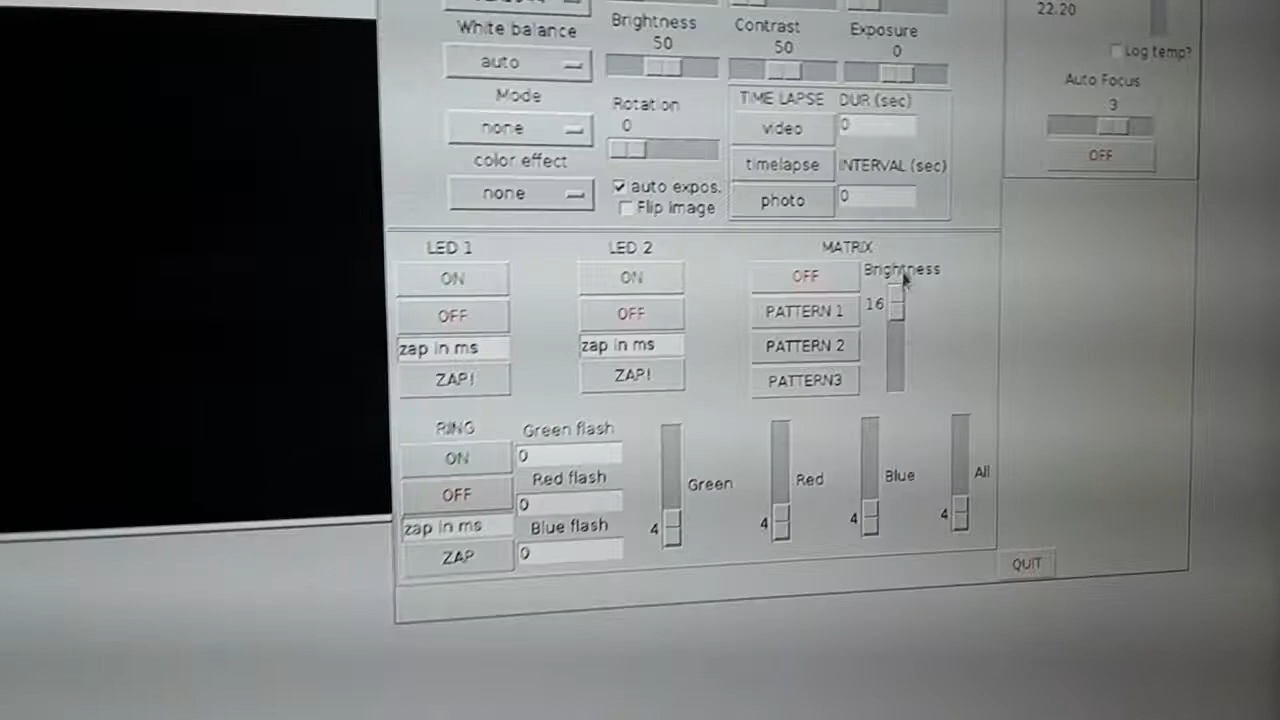 22.20
Log temp?
Auto Focus
3
OFF
White balance
auto
Mode
none
color effect
none
Brightness
50
Contrast
50
Exposure
0
Rotation
0
auto expos.
Flip image
TIME LAPSE
DUR (sec)
video
0
timelapse
INTERVAL (sec)
photo
0
LED 1
ON
OFF
zap in ms
ZAP!
LED 2
ON
OFF
zap in ms
ZAP!
MATRIX
OFF
Brightness
PATTERN 1
16
PATTERN 2
PATTERN3
RING
ON
OFF
zap in ms
ZAP
Green flash
0
Red flash
0
Blue flash
0
Green
4
Red
4
Blue
4
All
4
QUIT